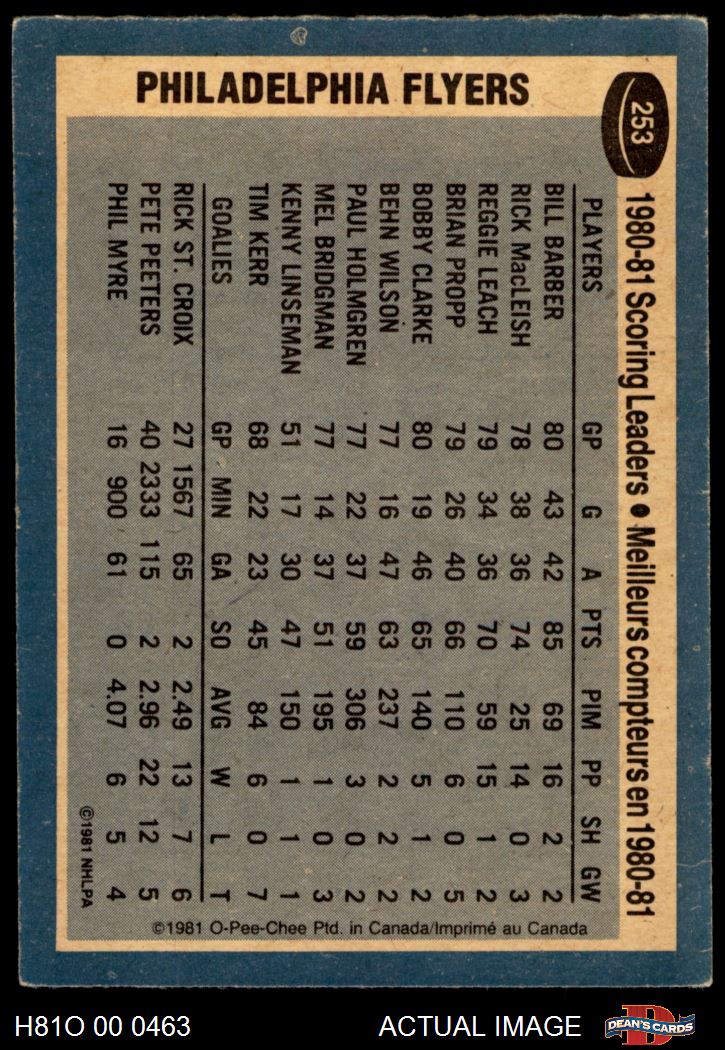 PHILADELPHIA FLYERS
253
1980-81 Scoring Leaders • Meilleurs compteurs en 1980-81
PLAYERS GP G A PTS PIM PP SH GW
BILL BARBER 80 43 42 85 69 16 2 2
RICK MacLEISH 78 38 36 74 25 14 0 3
REGGIE LEACH 79 34 36 70 59 15 1 2
BRIAN PROPP 79 26 40 66 110 6 0 5
BOBBY CLARKE 80 19 46 65 140 5 1 2
BEHN WILSON 77 16 47 63 237 2 2 2
PAUL HOLMGREN 77 22 37 59 306 3 0 2
MEL BRIDGMAN 77 14 37 51 195 1 0 3
KENNY LINSEMAN 51 17 30 47 150 1 1 1
TIM KERR 68 22 23 45 84 6 0 7
GOALIES GP MIN GA SO AVG W L T
RICK ST. CROIX 27 1567 65 2 2.49 13 7 6
PETE PEETERS 40 2333 115 2 2.96 22 12 5
PHIL MYRE 16 900 61 0 4.07 6 5 4
©1981 NHLPA
©1981 O-Pee-Chee Ptd. in Canada/Imprimé au Canada
H81O 00 0463 ACTUAL IMAGE
D
DEAN'S CARDS